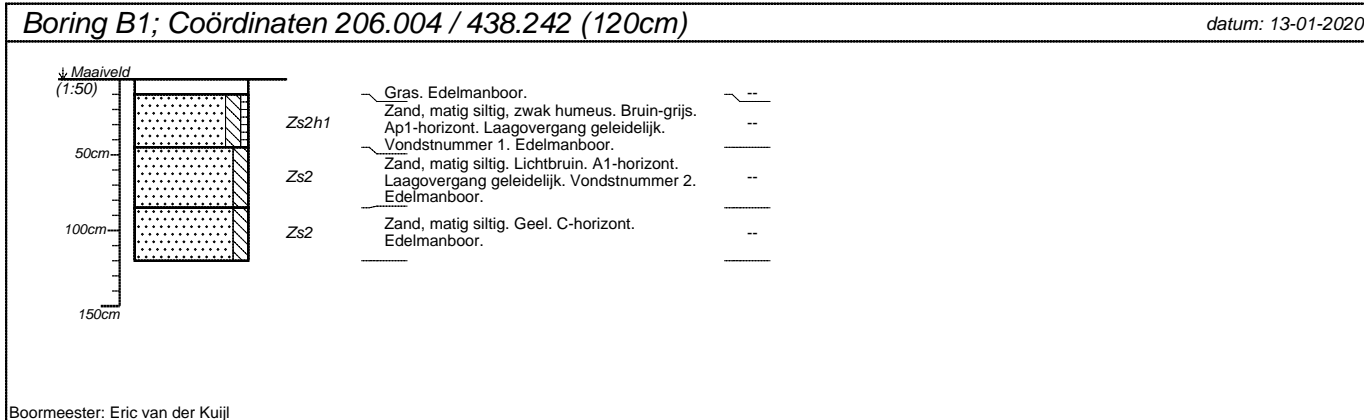 Boring B1; Coördinaten 206.004 / 438.242 (120cm)
datum: 13-01-2020
Maaiveld
(1:50)
50cm
100cm
150cm
Gras. Edelmanboor.
--
Zs2h1
Zand, matig siltig, zwak humeus. Bruin-grijs.
Ap1-horizont. Laagovergang geleidelijk.
Vondstnummer 1. Edelmanboor.
--
Zs2
Zand, matig siltig. Lichtbruin. A1-horizont.
Laagovergang geleidelijk. Vondstnummer 2.
Edelmanboor.
--
Zs2
Zand, matig siltig. Geel. C-horizont.
Edelmanboor.
--
Boormeester: Eric van der Kuijl